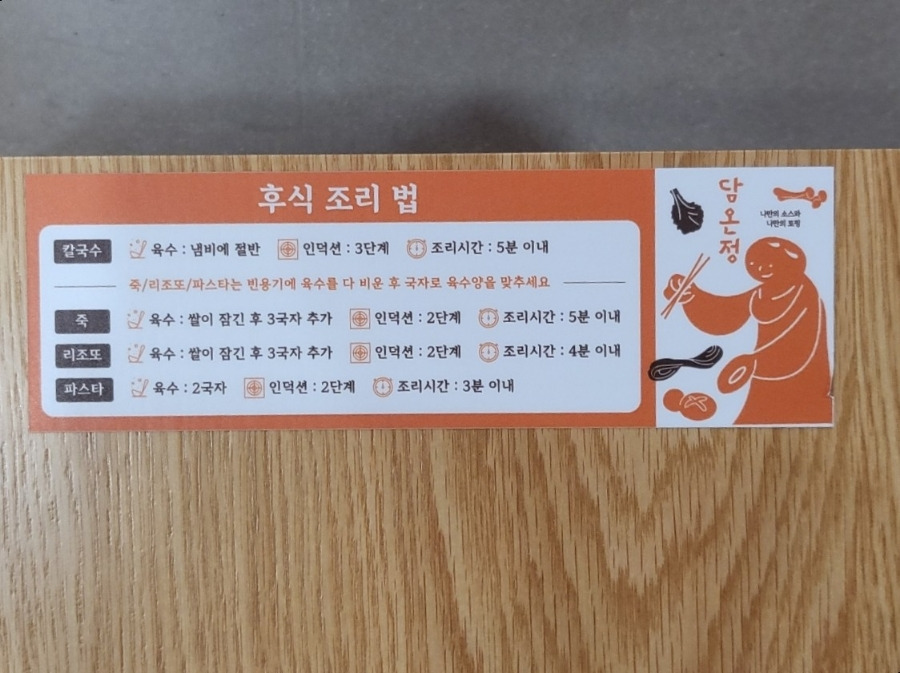 후식 조리 법
칼국수 육수 : 냄비에 절반 인덕션 : 3단계 조리시간 : 5분 이내
죽/리조또/파스타는 빈용기에 육수를 다 비운 후 국자로 육수양을 맞추세요
죽 육수 : 쌀이 잠긴 후 3국자 추가 인덕션 : 2단계 조리시간 : 5분 이내
리조또 육수 : 쌀이 잠긴 후 3국자 추가 인덕션 : 2단계 조리시간 : 4분 이내
파스타 육수 : 2국자 인덕션 : 2단계 조리시간 : 3분 이내
담온정
나만의 소스와
나만의 토핑